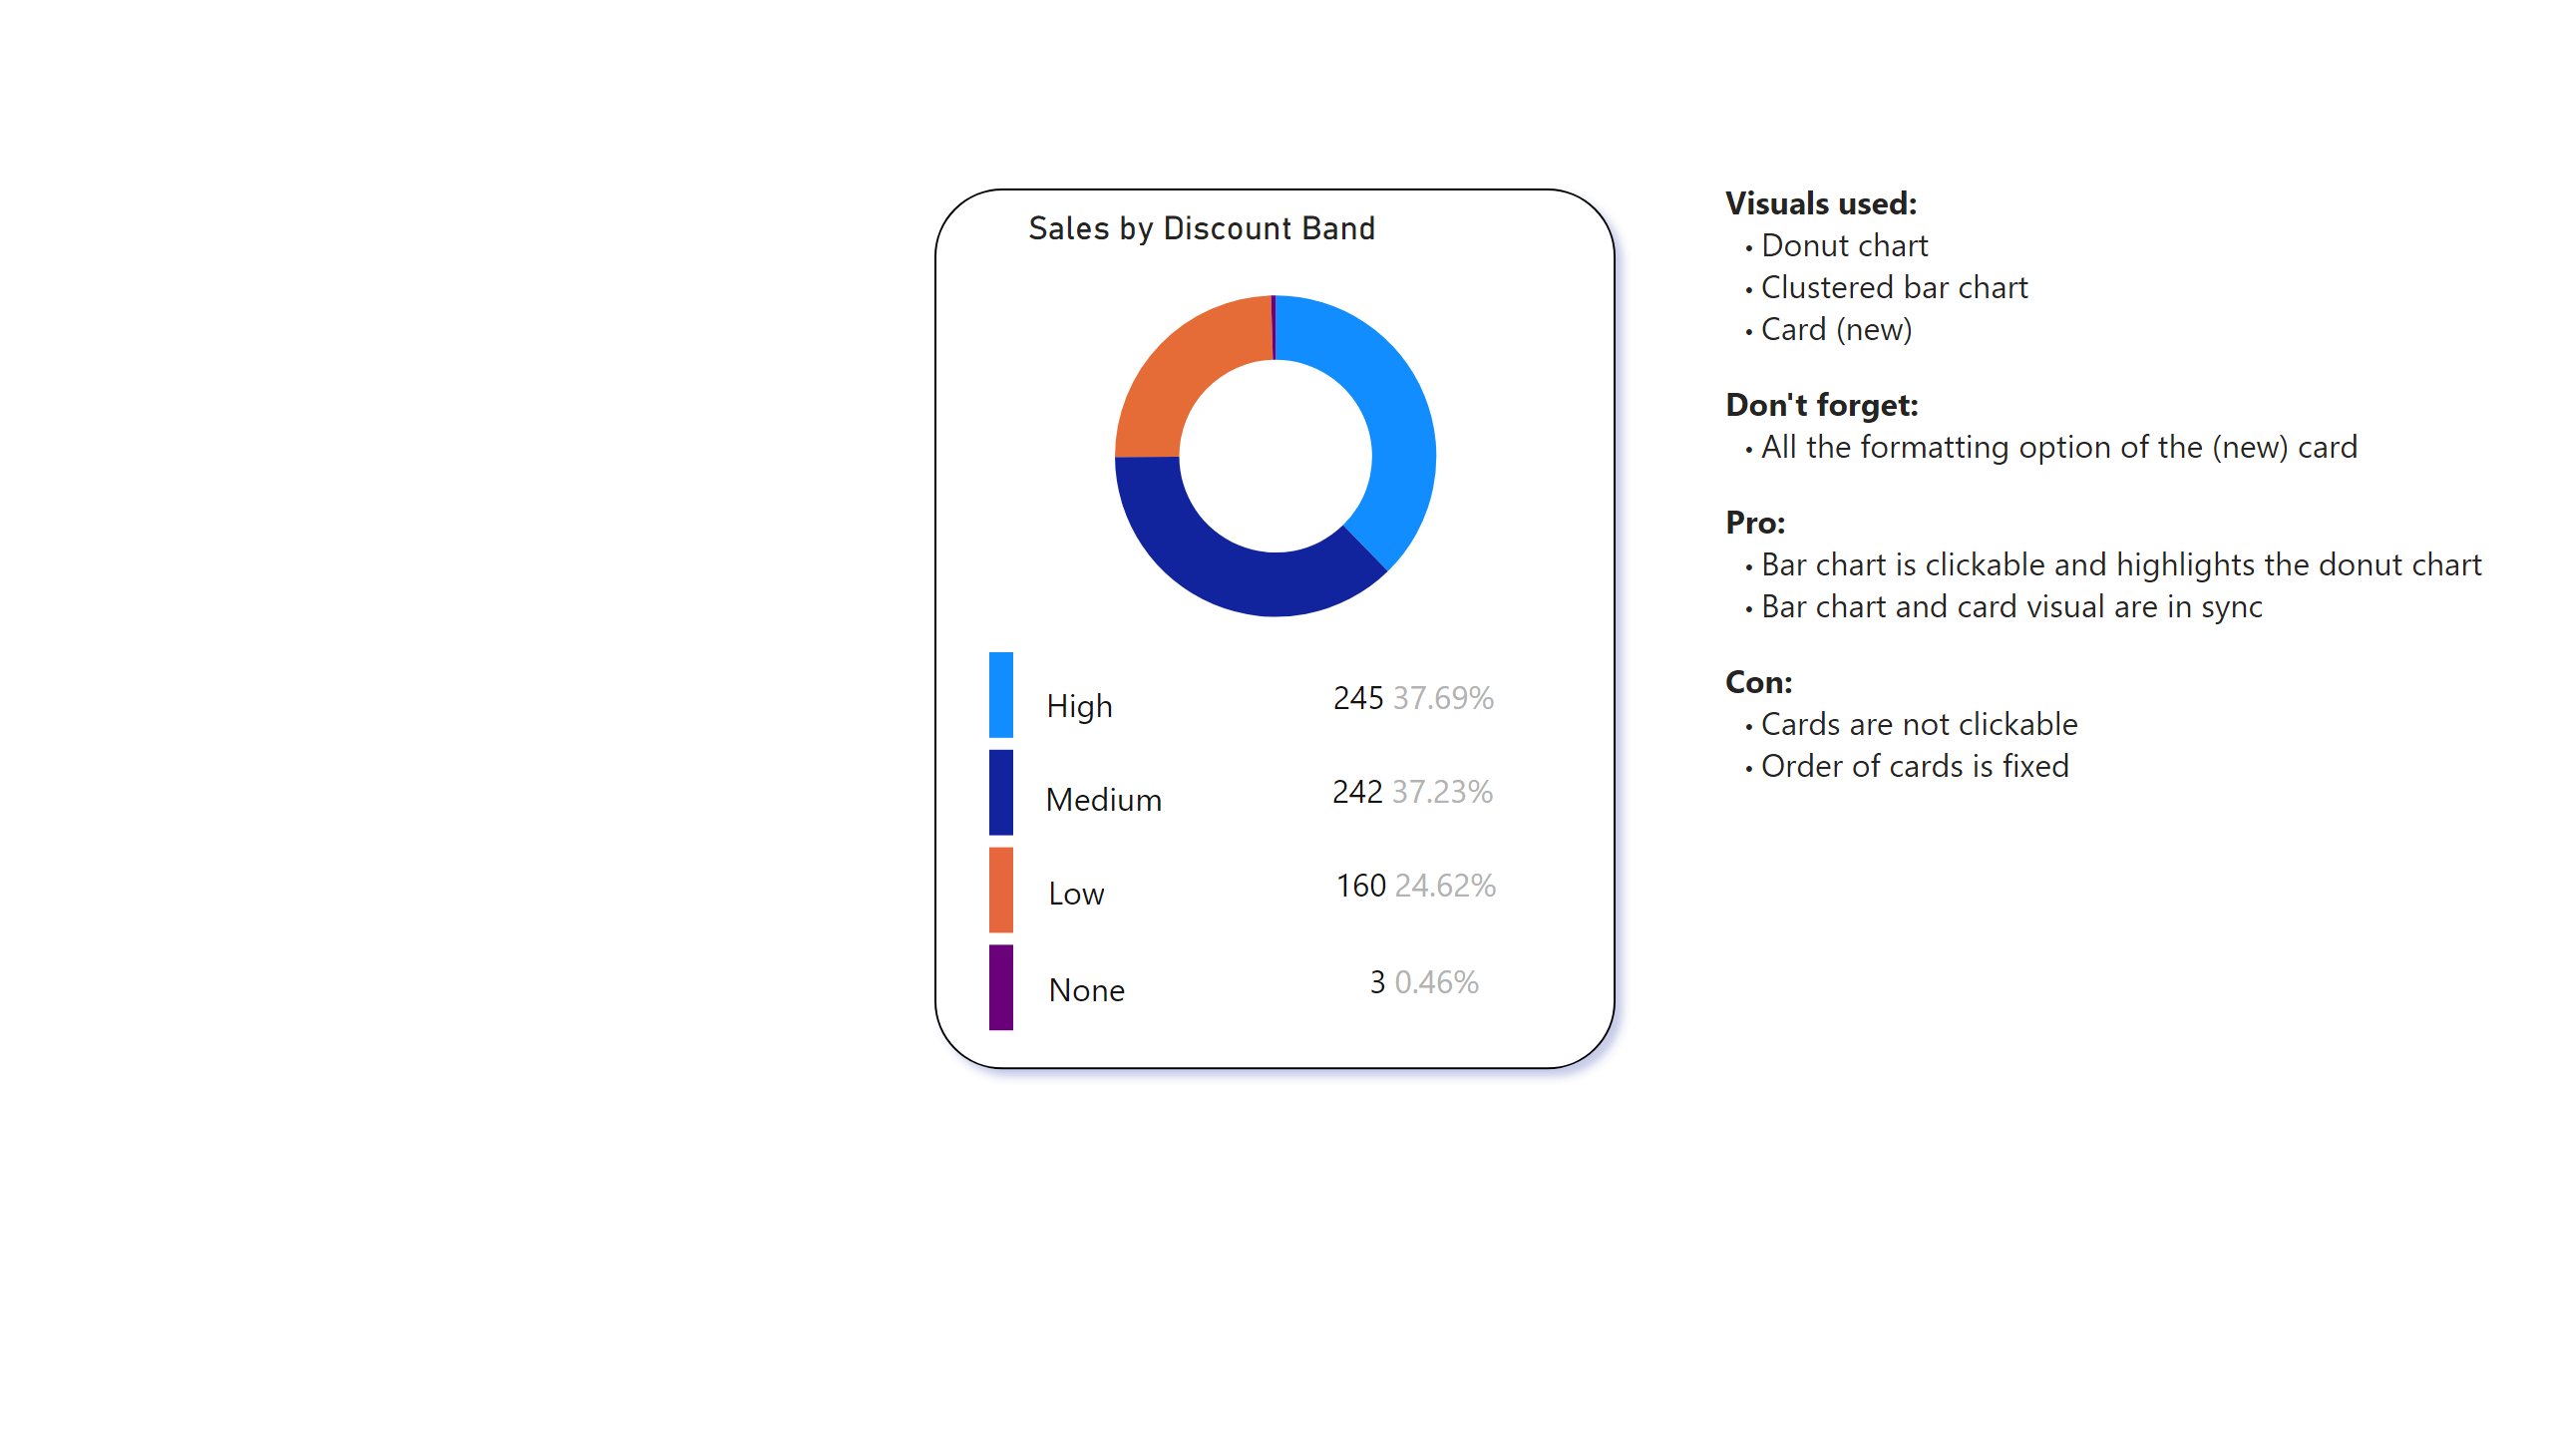 Sales by Discount Band
High 245 37.69%
Medium 242 37.23%
Low 160 24.62%
None 3 0.46%
Visuals used:
• Donut chart
• Clustered bar chart
• Card (new)
Don't forget:
• All the formatting option of the (new) card
Pro:
• Bar chart is clickable and highlights the donut chart
• Bar chart and card visual are in sync
Con:
• Cards are not clickable
• Order of cards is fixed